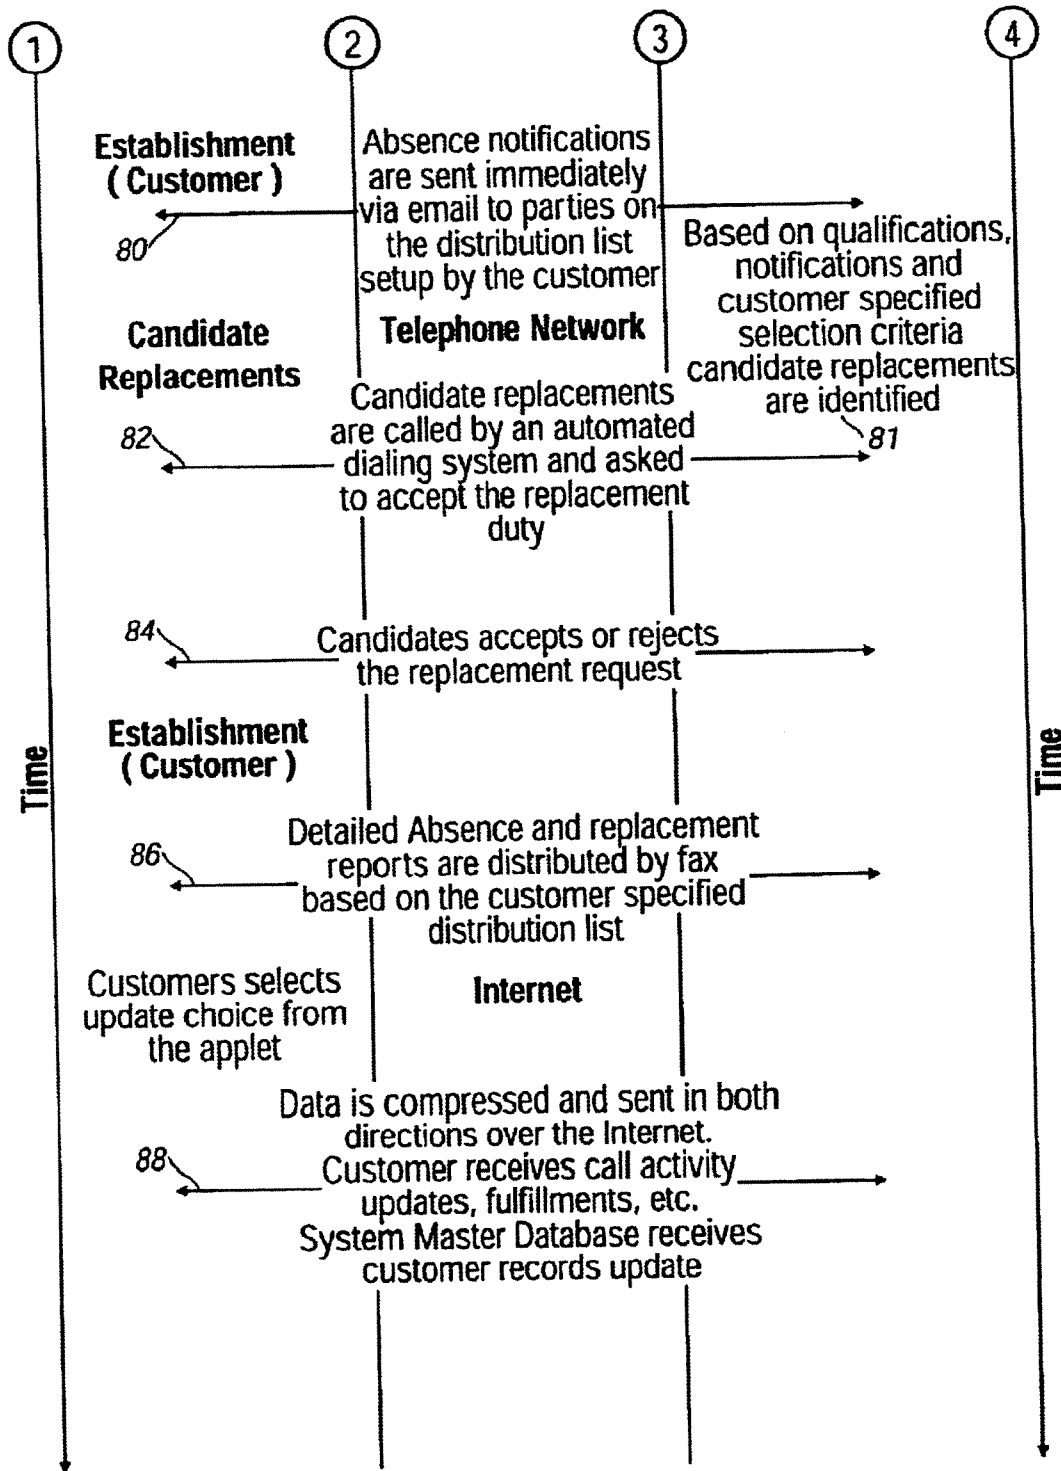 1
2
3
4
Establishment
( Customer )
80
Absence notifications
are sent immediately
via email to parties on
the distribution list
setup by the customer
Based on qualifications,
notifications and
customer specified
selection criteria
candidate replacements
are identified
81
Candidate
Replacements
Telephone Network
82
Candidate replacements
are called by an automated
dialing system and asked
to accept the replacement
duty
84
Candidates accepts or rejects
the replacement request
Establishment
( Customer )
Time
Time
86
Detailed Absence and replacement
reports are distributed by fax
based on the customer specified
distribution list
Customers selects
update choice from
the applet
Internet
88
Data is compressed and sent in both
directions over the Internet.
Customer receives call activity
updates, fulfillments, etc.
System Master Database receives
customer records update